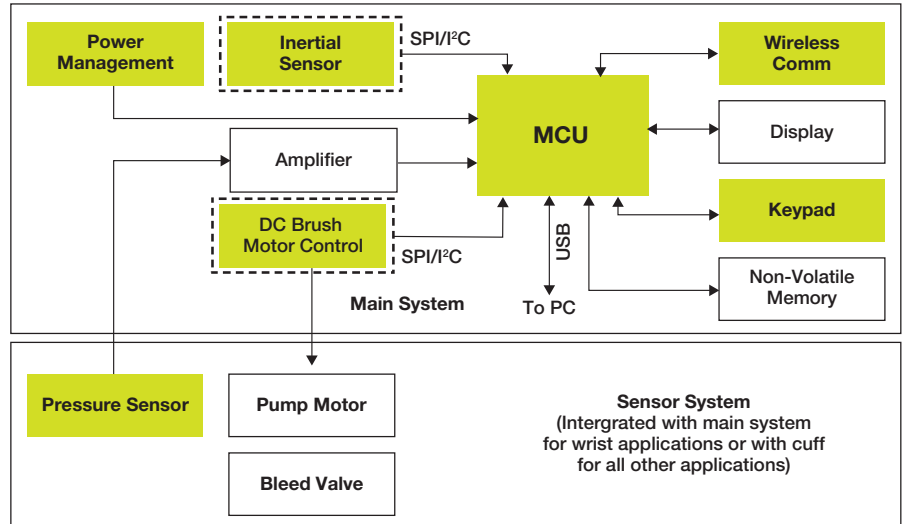 Power
Management
Inertial
Sensor
SPI/I²C
Wireless
Comm
MCU
Display
Amplifier
Keypad
DC Brush
Motor Control
SPI/I²C
USB
Non-Volatile
Memory
Main System
To PC
Pressure Sensor
Pump Motor
Bleed Valve
Sensor System
(Intergrated with main system
for wrist applications or with cuff
for all other applications)